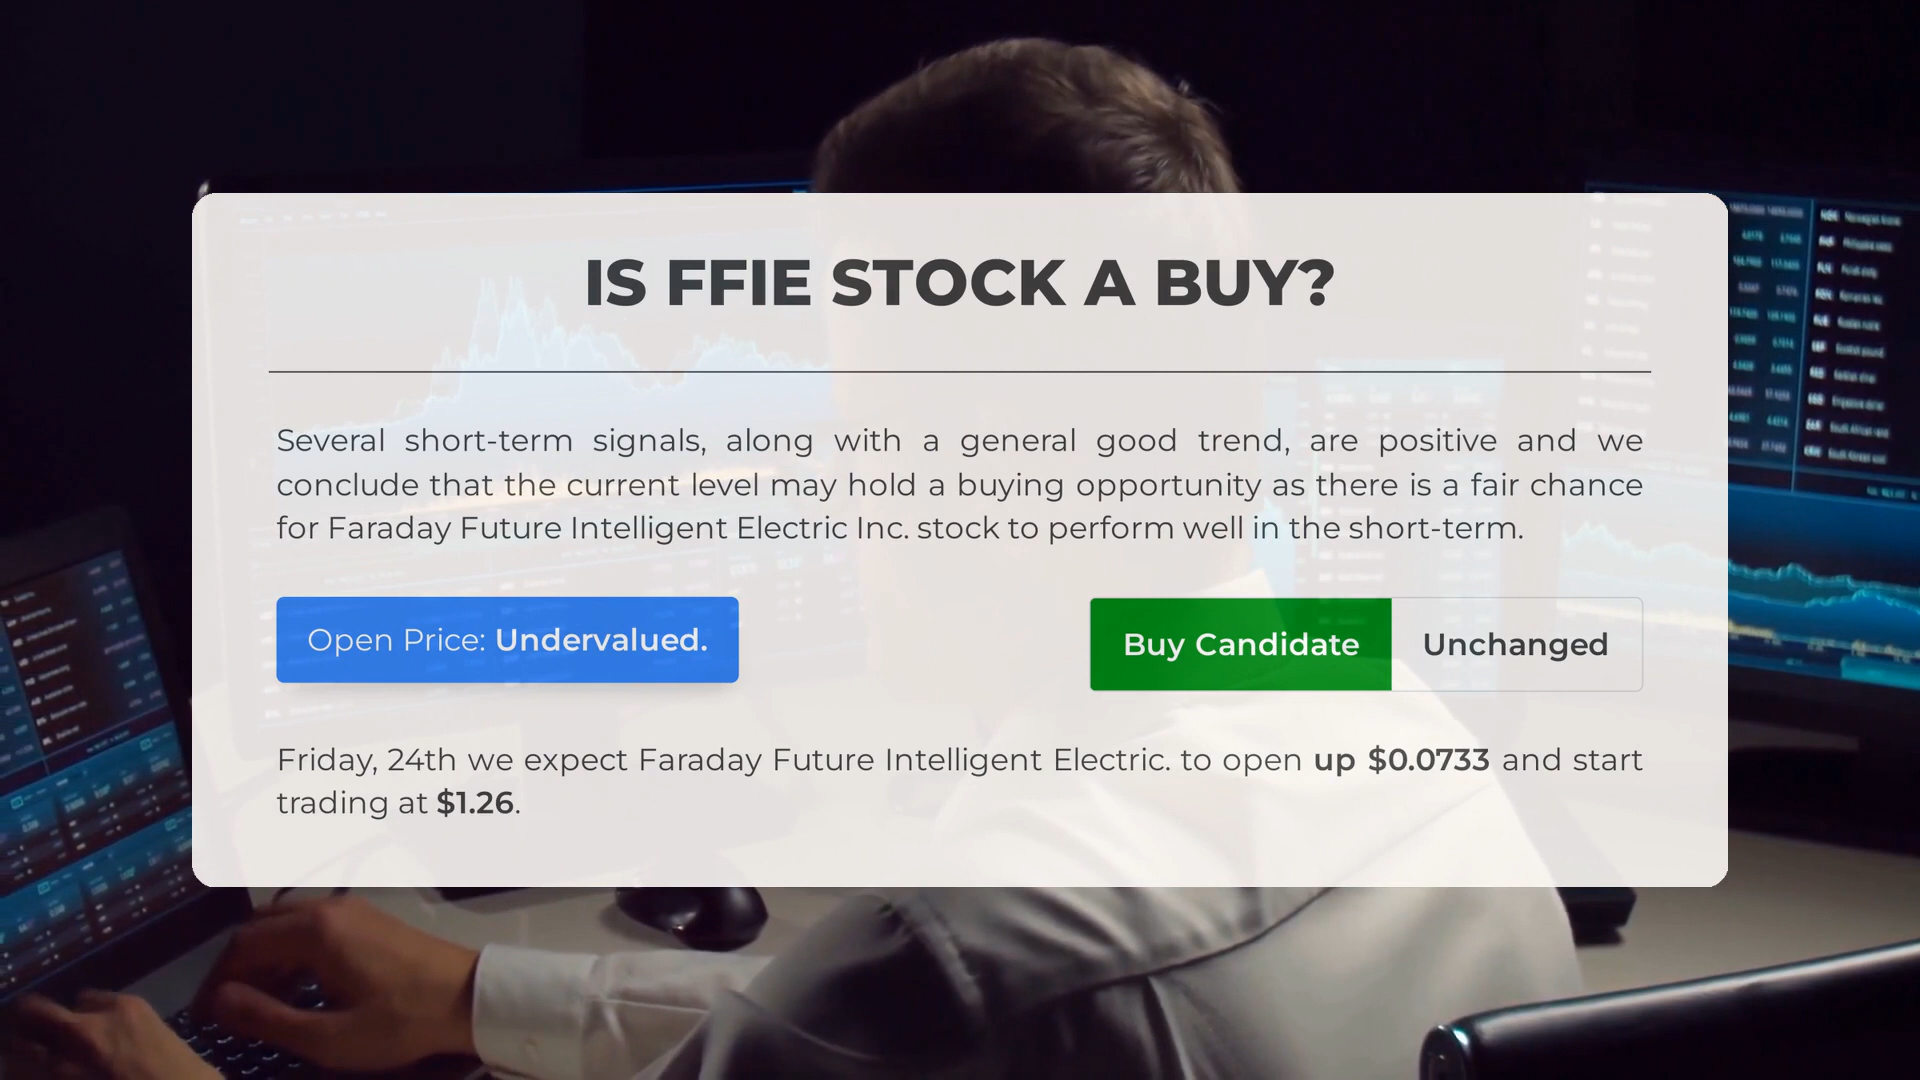 IS FFIE STOCK A BUY?
Several short-term signals, along with a general good trend, are positive and we
conclude that the current level may hold a buying opportunity as there is a fair chance
for Faraday Future Intelligent Electric Inc. stock to perform well in the short-term.
Open Price: Undervalued.
Buy Candidate Unchanged
Friday, 24th we expect Faraday Future Intelligent Electric. to open up $0.0733 and start
trading at $1.26.